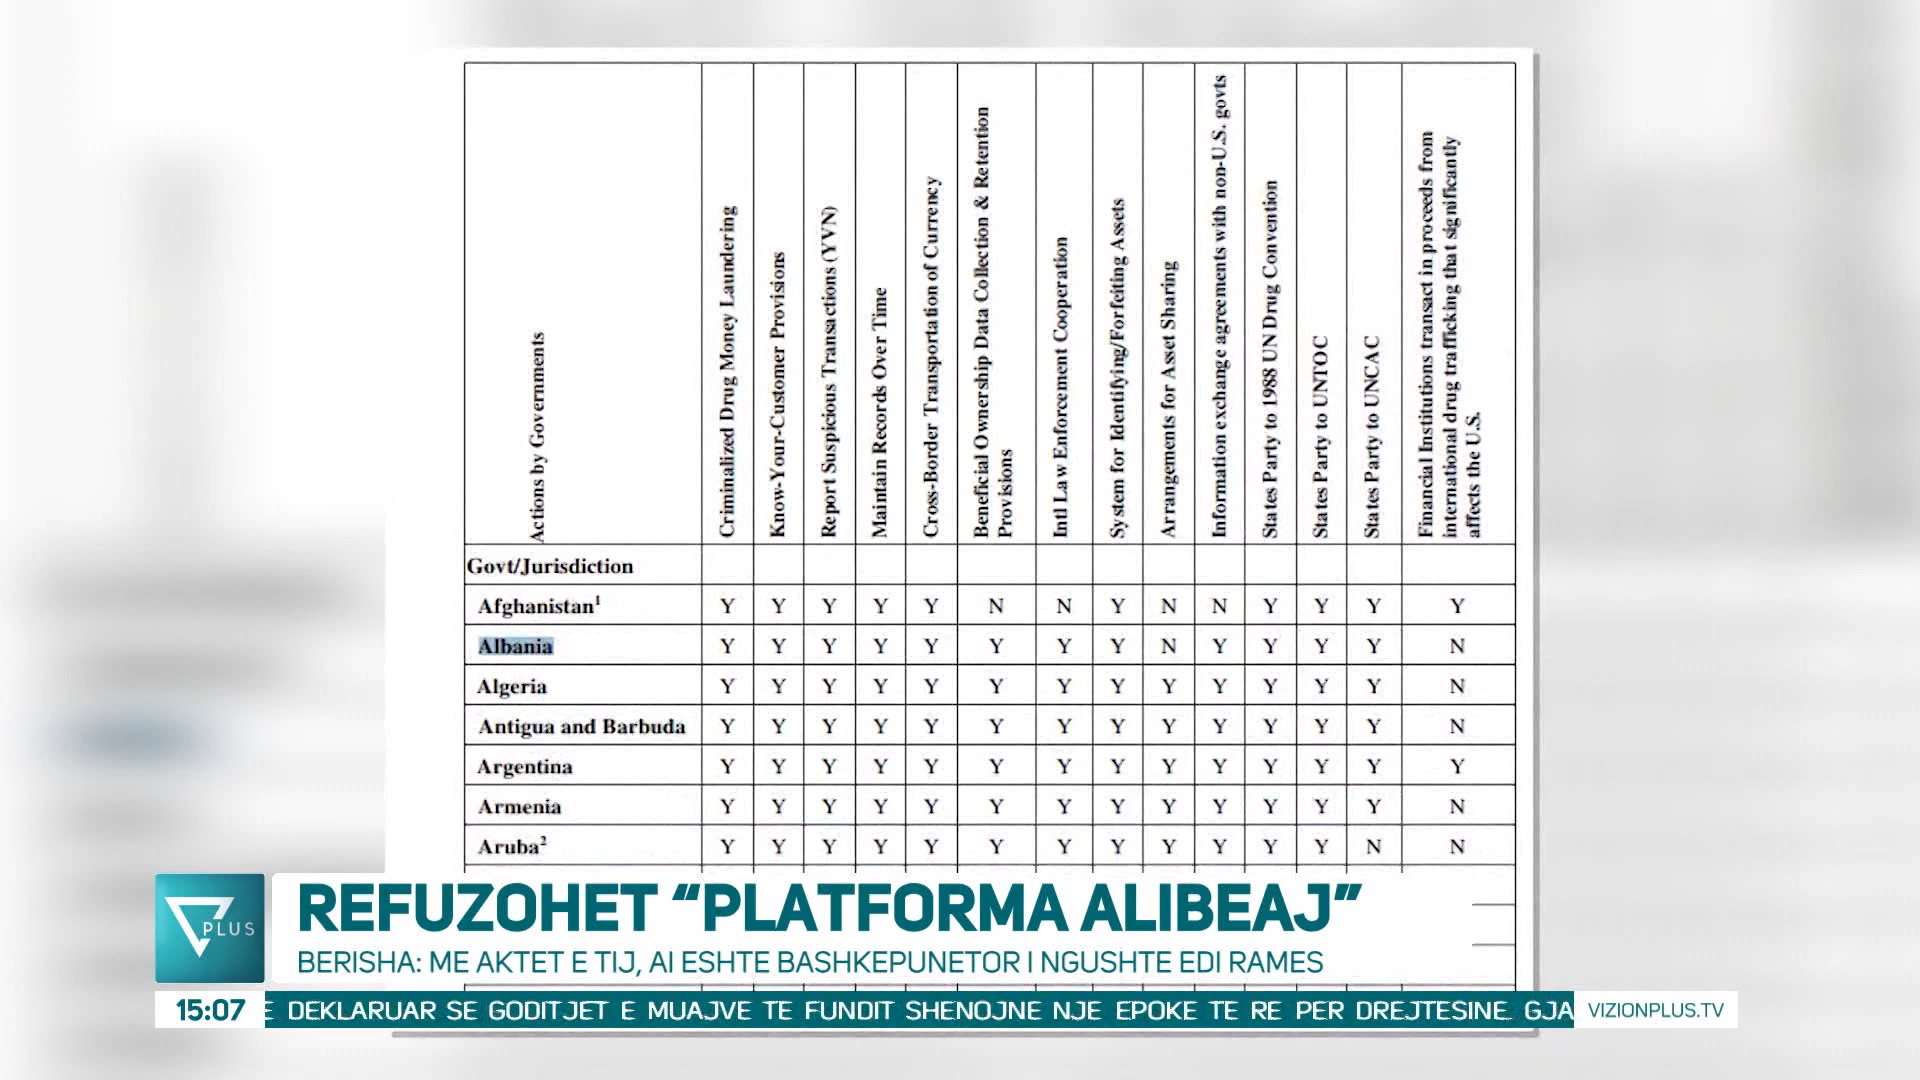 Actions by Governments
Criminalized Drug Money Laundering
Know-Your-Customer Provisions
Report Suspicious Transactions (YVN)
Maintain Records Over Time
Cross-Border Transportation of Currency
Beneficial Ownership Data Collection & Retention
Provisions
Intl Law Enforcement Cooperation
System for Identifying/Forfeiting Assets
Arrangements for Asset Sharing
Information exchange agreements with non-U.S. govts
States Party to 1988 UN Drug Convention
States Party to UNTOC
States Party to UNCAC
Financial Institutions transact in proceeds from
international drug trafficking that significantly
affects the U.S.
Govt/Jurisdiction
Afghanistan¹ Y Y Y Y Y N N Y N N Y Y Y Y
Albania Y Y Y Y Y Y Y Y N Y Y Y Y N
Algeria Y Y Y Y Y Y Y Y Y Y Y Y Y N
Antigua and Barbuda Y Y Y Y Y Y Y Y Y Y Y Y Y N
Argentina Y Y Y Y Y Y Y Y Y Y Y Y Y Y
Armenia Y Y Y Y Y Y Y Y Y Y Y Y Y N
Aruba² Y Y Y Y Y Y Y Y Y Y Y Y N N
PLUS
REFUZOHET “PLATFORMA ALIBEAJ”
BERISHA: ME AKTET E TIJ, AI ESHTE BASHKEPUNETOR I NGUSHTE EDI RAMES
15:07
DEKLARUAR SE GODITJET E MUAJVE TE FUNDIT SHENOJNE NJE EPOKE TE RE PER DREJTESINE. GJA
VIZIONPLUS.TV